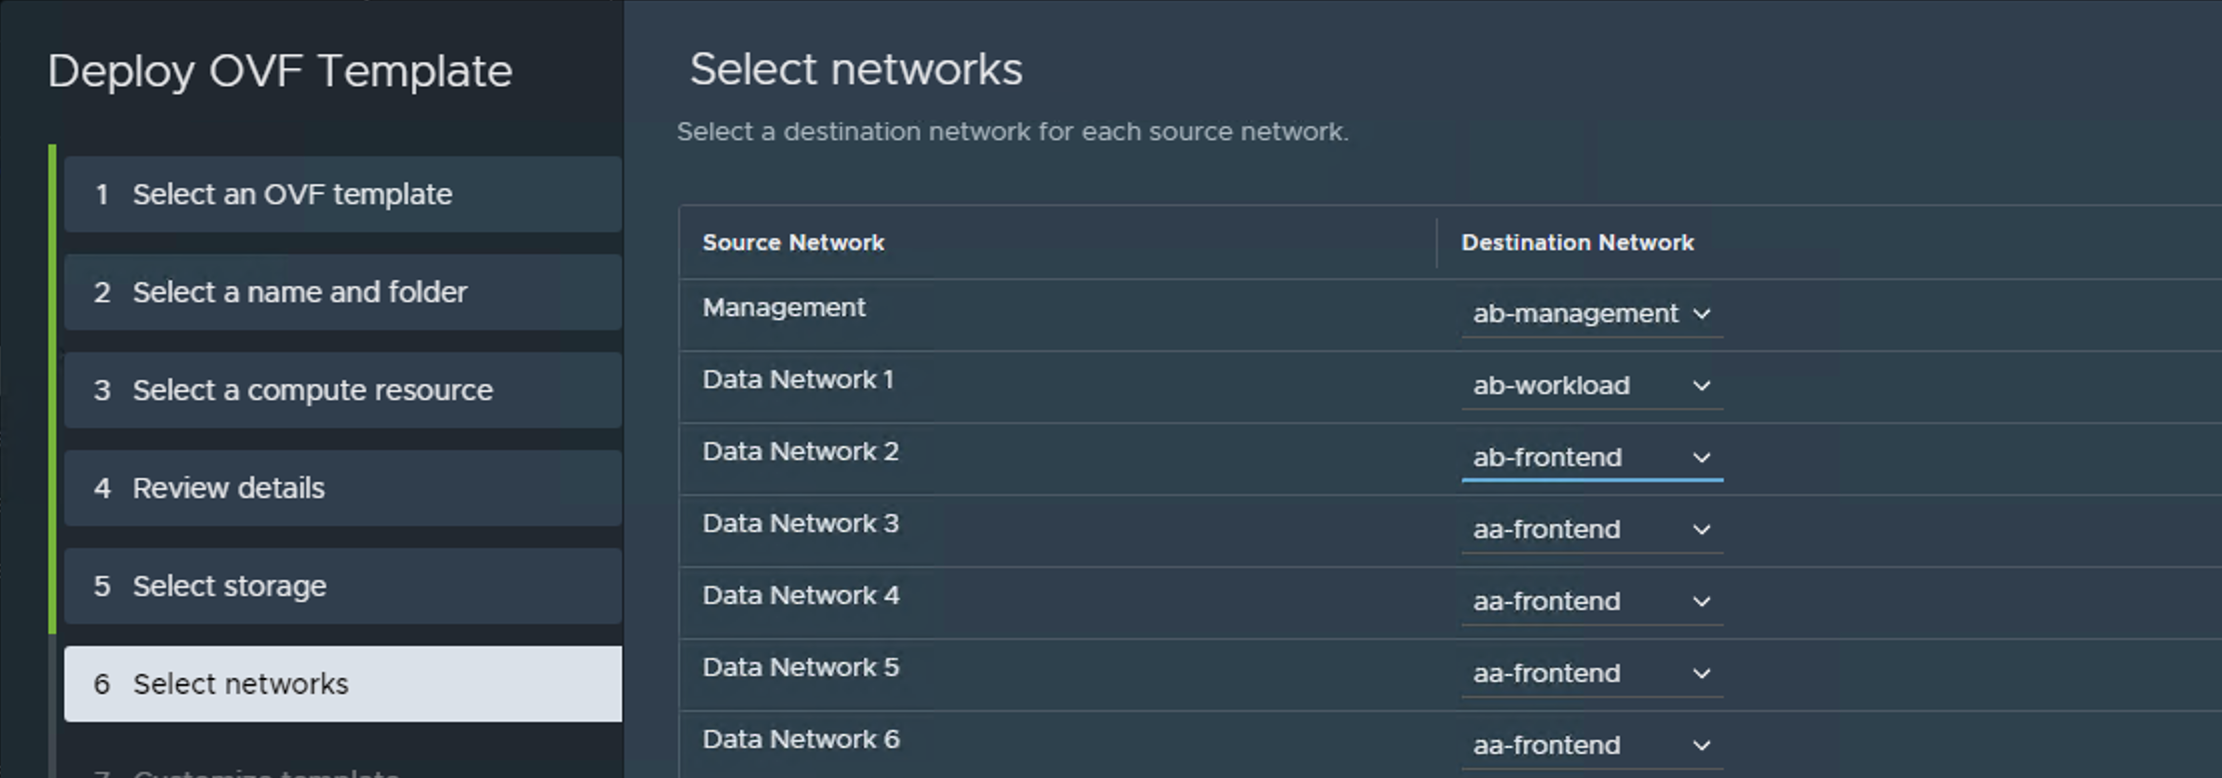 Deploy OVF Template
1 Select an OVF template
2 Select a name and folder
3 Select a compute resource
4 Review details
5 Select storage
6 Select networks
7 Customize template
Select networks
Select a destination network for each source network.
Source Network Destination Network
Management ab-management
Data Network 1 ab-workload
Data Network 2 ab-frontend
Data Network 3 aa-frontend
Data Network 4 aa-frontend
Data Network 5 aa-frontend
Data Network 6 aa-frontend